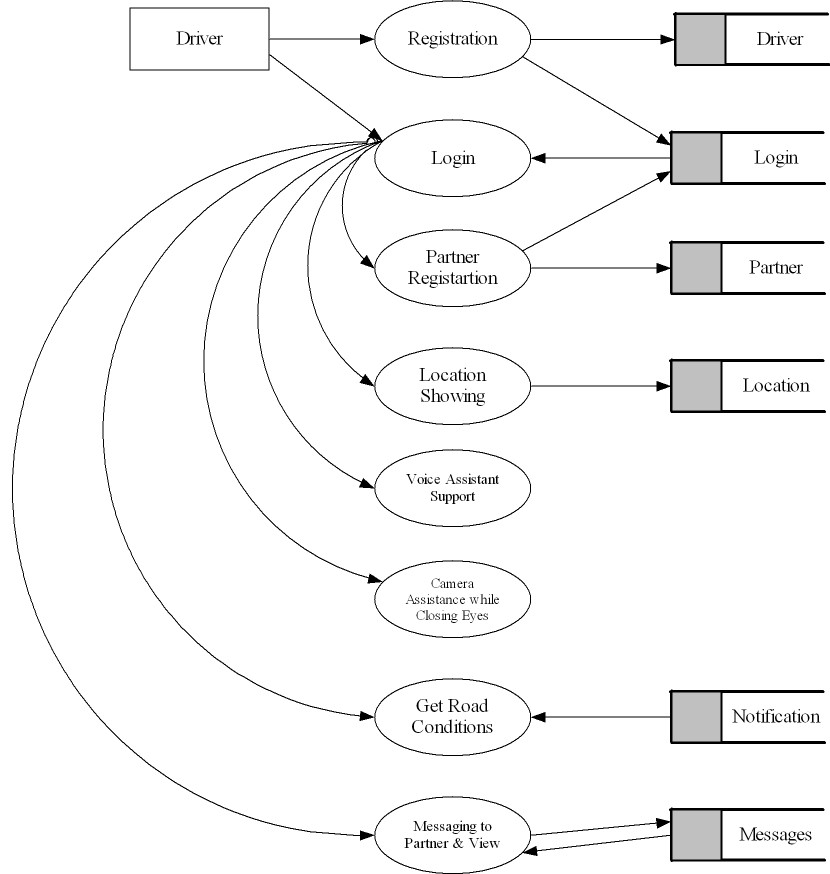 Driver
Registration
Driver
Login
Login
Partner
Registartion
Partner
Location
Showing
Location
Voice Assistant
Support
Camera
Assistance while
Closing Eyes
Get Road
Conditions
Notification
Messaging to
Partner & View
Messages